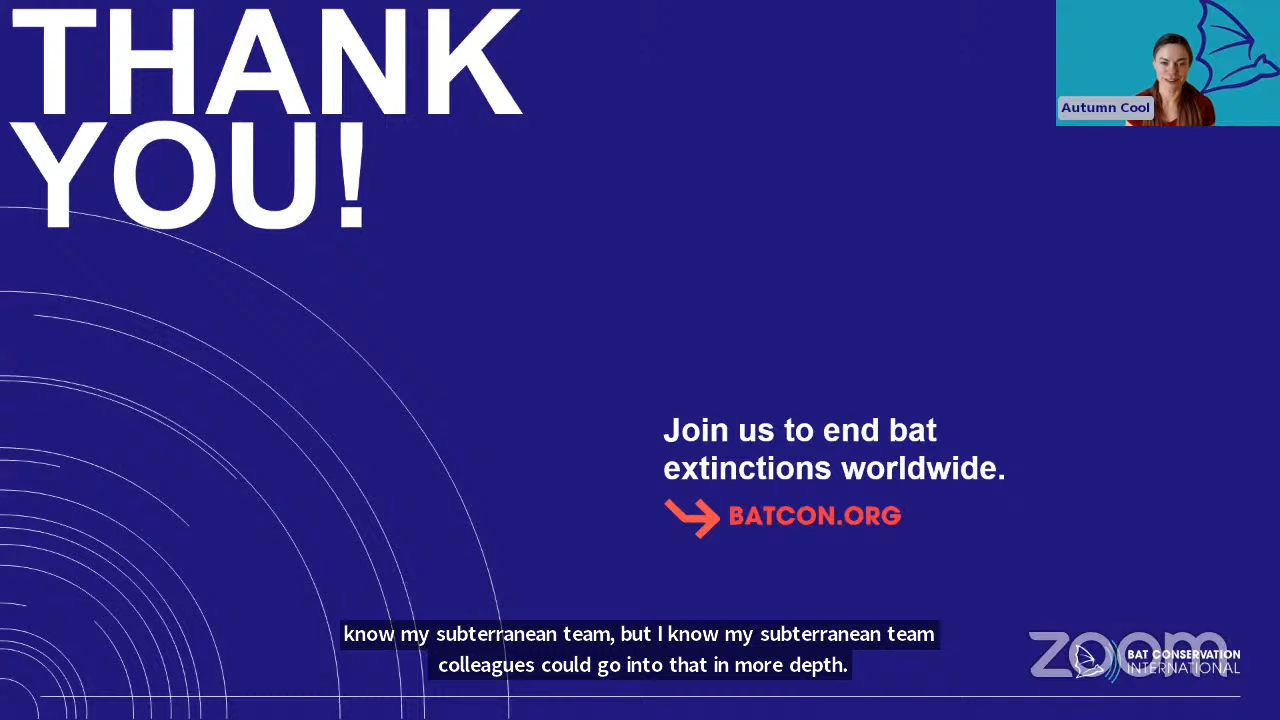 THANK
YOU!
Autumn Cool
Join us to end bat
extinctions worldwide.
BATCON.ORG
know my subterranean team, but I know my subterranean team
colleagues could go into that in more depth.
zoom
BAT CONSERVATION
INTERNATIONAL